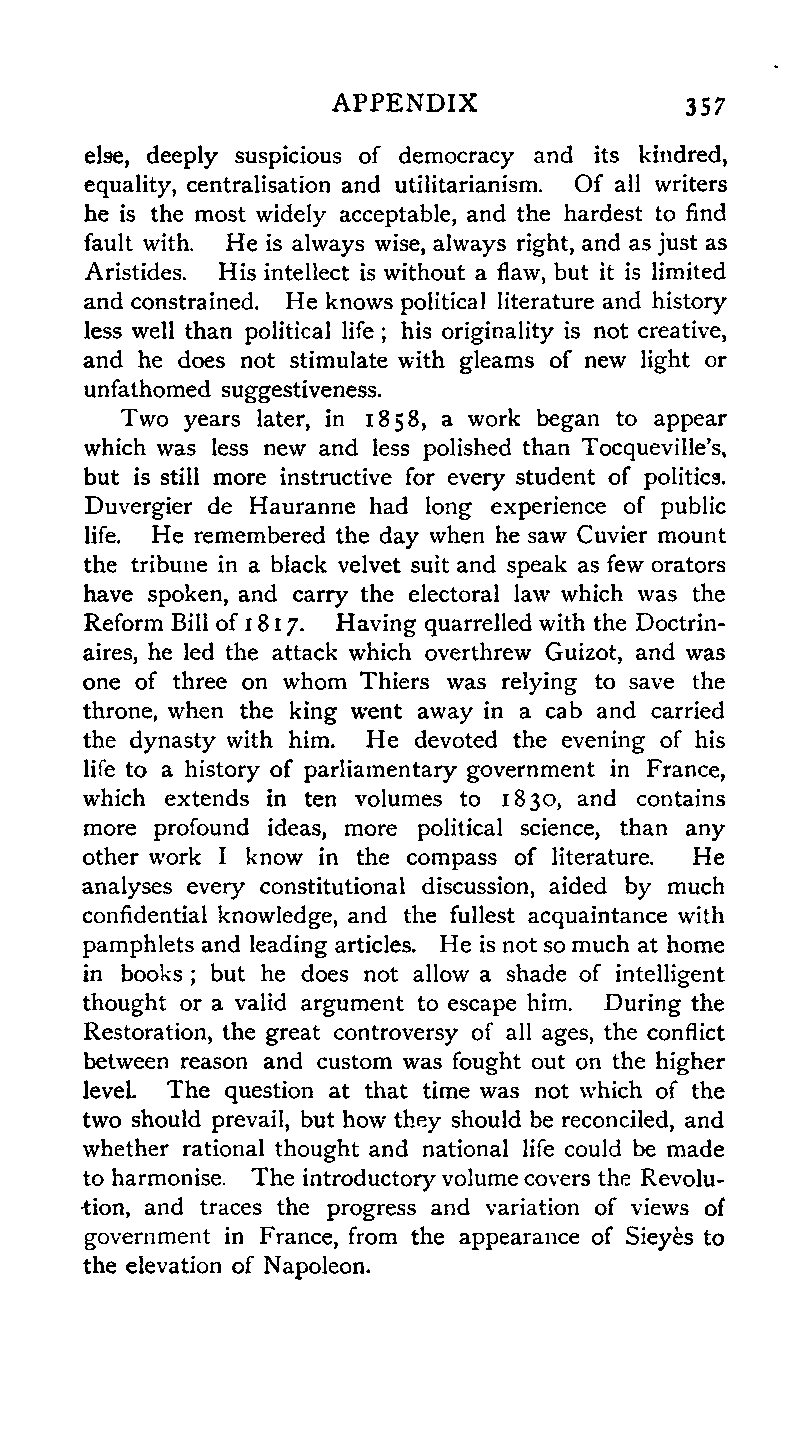 APPENDIX 357
else, deeply suspicious of democracy and its kindred,
equality, centralisation and utilitarianism. Of all writers
he is the most widely acceptable, and the hardest to find
fault with. He is always wise, always right, and as just as
Aristides. His intellect is without a flaw, but it is limited
and constrained. He knows political literature and history
less well than political life ; his originality is not creative,
and he does not stimulate with gleams of new light or
unfathomed suggestiveness.
Two years later, in 1858, a work began to appear
which was less new and less polished than Tocqueville's,
but is still more instructive for every student of politics.
Duvergier de Hauranne had long experience of public
life. He remembered the day when he saw Cuvier mount
the tribune in a black velvet suit and speak as few orators
have spoken, and carry the electoral law which was the
Reform Bill of 1817. Having quarrelled with the Doctrin-
aires, he led the attack which overthrew Guizot, and was
one of three on whom Thiers was relying to save the
throne, when the king went away in a cab and carried
the dynasty with him. He devoted the evening of his
life to a history of parliamentary government in France,
which extends in ten volumes to 1830, and contains
more profound ideas, more political science, than any
other work I know in the compass of literature. He
analyses every constitutional discussion, aided by much
confidential knowledge, and the fullest acquaintance with
pamphlets and leading articles. He is not so much at home
in books ; but he does not allow a shade of intelligent
thought or a valid argument to escape him. During the
Restoration, the great controversy of all ages, the conflict
between reason and custom was fought out on the higher
level. The question at that time was not which of the
two should prevail, but how they should be reconciled, and
whether rational thought and national life could be made
to harmonise. The introductory volume covers the Revolu-
tion, and traces the progress and variation of views of
government in France, from the appearance of Sieyès to
the elevation of Napoleon.